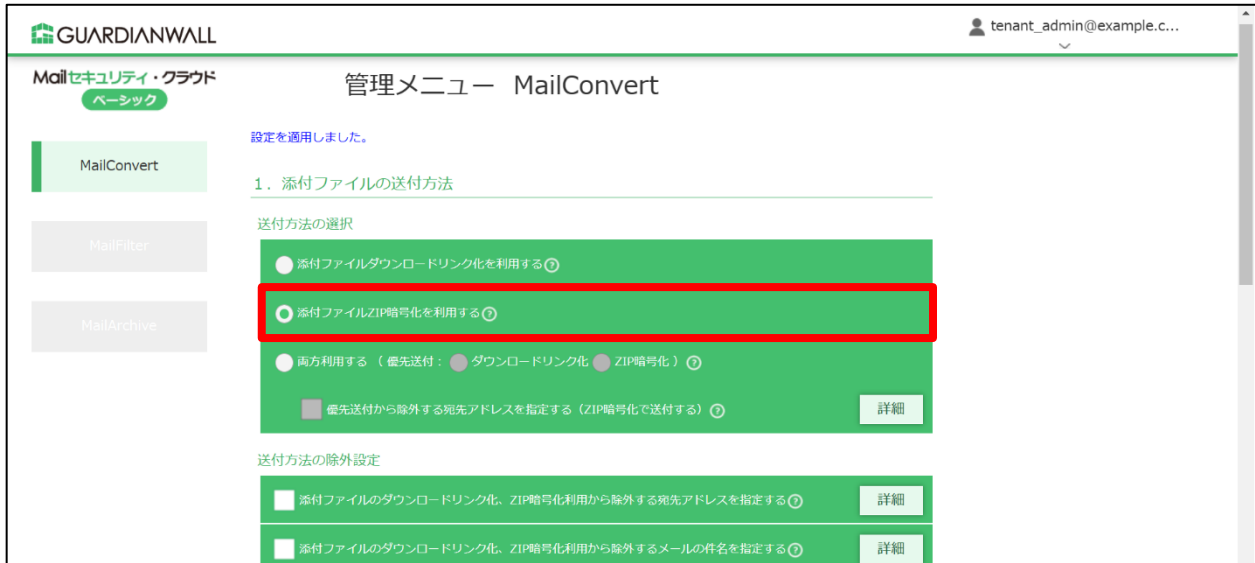 GUARDIANWALL
tenant_admin@example.c...
Mailセキュリティ・クラウド
ベーシック
管理メニュー MailConvert
設定を適用しました。
MailConvert
1. 添付ファイルの送付方法
送付方法の選択
MailFilter
添付ファイルダウンロードリンク化を利用する?
添付ファイルZIP暗号化を利用する?
MailArchive
両方利用する ( 優先送付 : ダウンロードリンク化 ZIP暗号化 ) ?
優先送付から除外する宛先アドレスを指定する(ZIP暗号化で送付する) ? 詳細
送付方法の除外設定
添付ファイルのダウンロードリンク化、ZIP暗号化利用から除外する宛先アドレスを指定する? 詳細
添付ファイルのダウンロードリンク化、ZIP暗号化利用から除外するメールの件名を指定する? 詳細